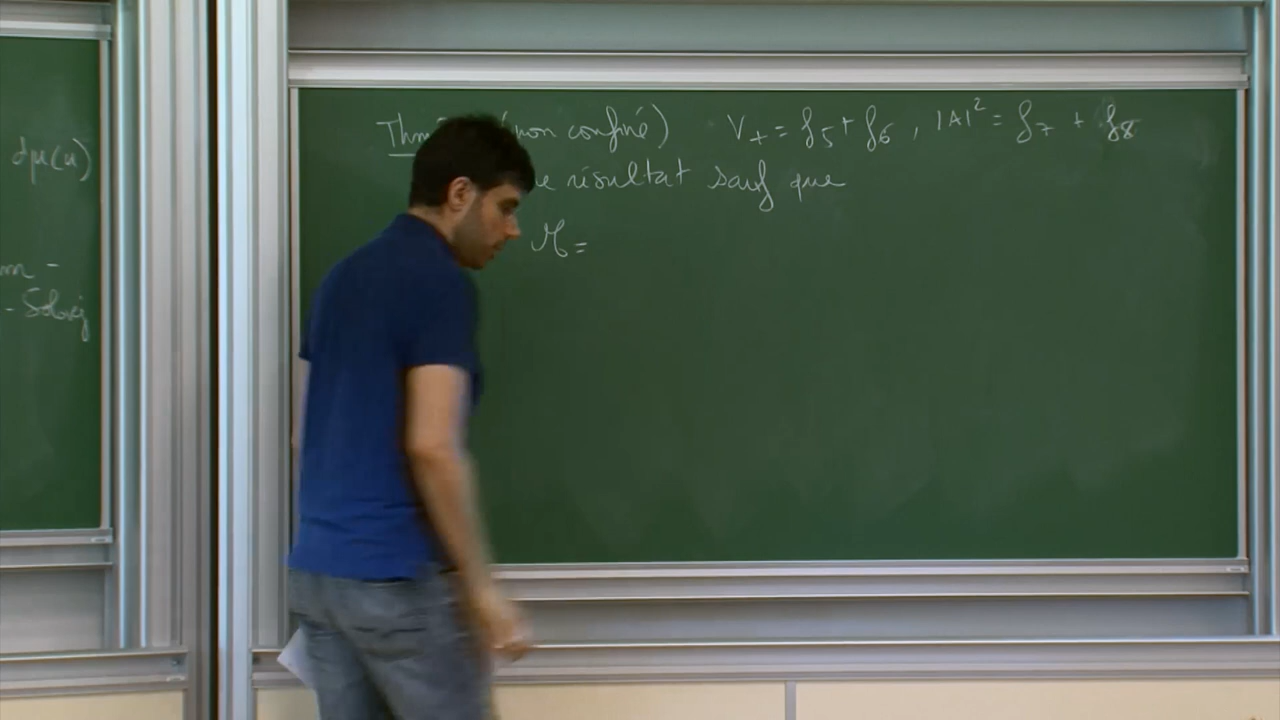 dμ(u)
- Solovej
(non confiné) V₊ = f₅ + f₆ , |A|² = f₇ + f₈
résultat sauf que
M =